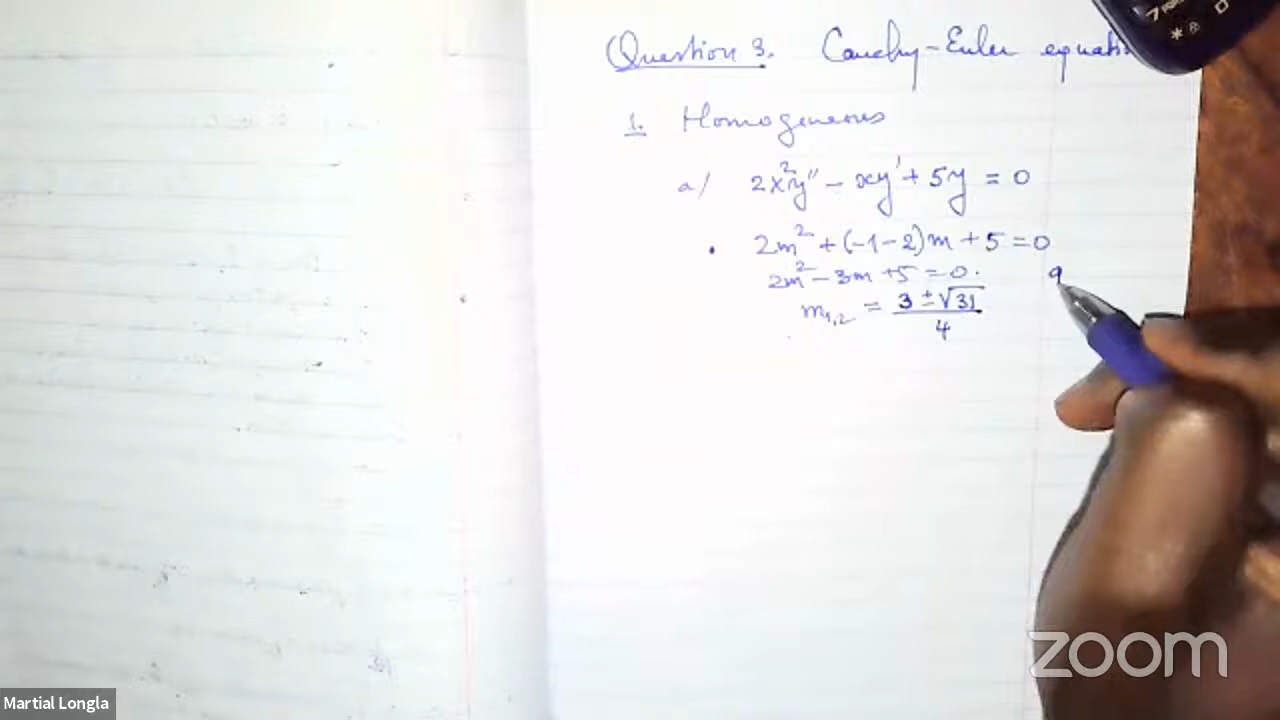 Question 3. Cauchy-Euler equatio
1. Homogeneous
a/ 2x²y'' - xy' + 5y = 0
• 2m² + (-1-2)m + 5 = 0
2m² - 3m + 5 = 0. 9
m₁,₂ = (3 ± √31)/4
zoom
Martial Longla